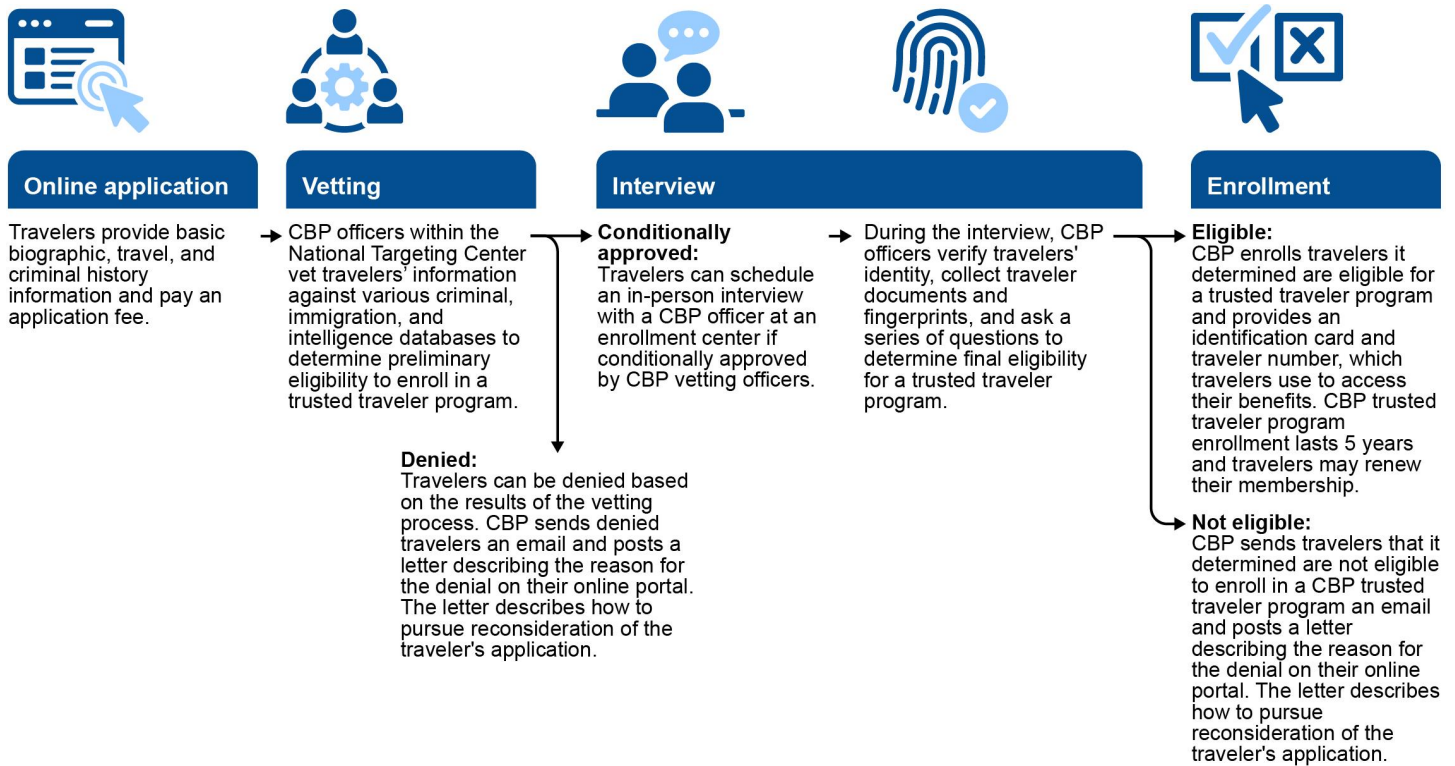 Online application
Travelers provide basic
biographic, travel, and
criminal history
information and pay an
application fee.
Vetting
CBP officers within the
National Targeting Center
vet travelers’ information
against various criminal,
immigration, and
intelligence databases to
determine preliminary
eligibility to enroll in a
trusted traveler program.
Denied:
Travelers can be denied based
on the results of the vetting
process. CBP sends denied
travelers an email and posts a
letter describing the reason for
the denial on their online portal.
The letter describes how to
pursue reconsideration of the
traveler's application.
Interview
Conditionally
approved:
Travelers can schedule
an in-person interview
with a CBP officer at an
enrollment center if
conditionally approved
by CBP vetting officers.
During the interview, CBP
officers verify travelers'
identity, collect traveler
documents and
fingerprints, and ask a
series of questions to
determine final eligibility
for a trusted traveler
program.
Enrollment
Eligible:
CBP enrolls travelers it
determined are eligible for
a trusted traveler program
and provides an
identification card and
traveler number, which
travelers use to access
their benefits. CBP trusted
traveler program
enrollment lasts 5 years
and travelers may renew
their membership.
Not eligible:
CBP sends travelers that it
determined are not eligible
to enroll in a CBP trusted
traveler program an email
and posts a letter
describing the reason for
the denial on their online
portal. The letter describes
how to pursue
reconsideration of the
traveler's application.